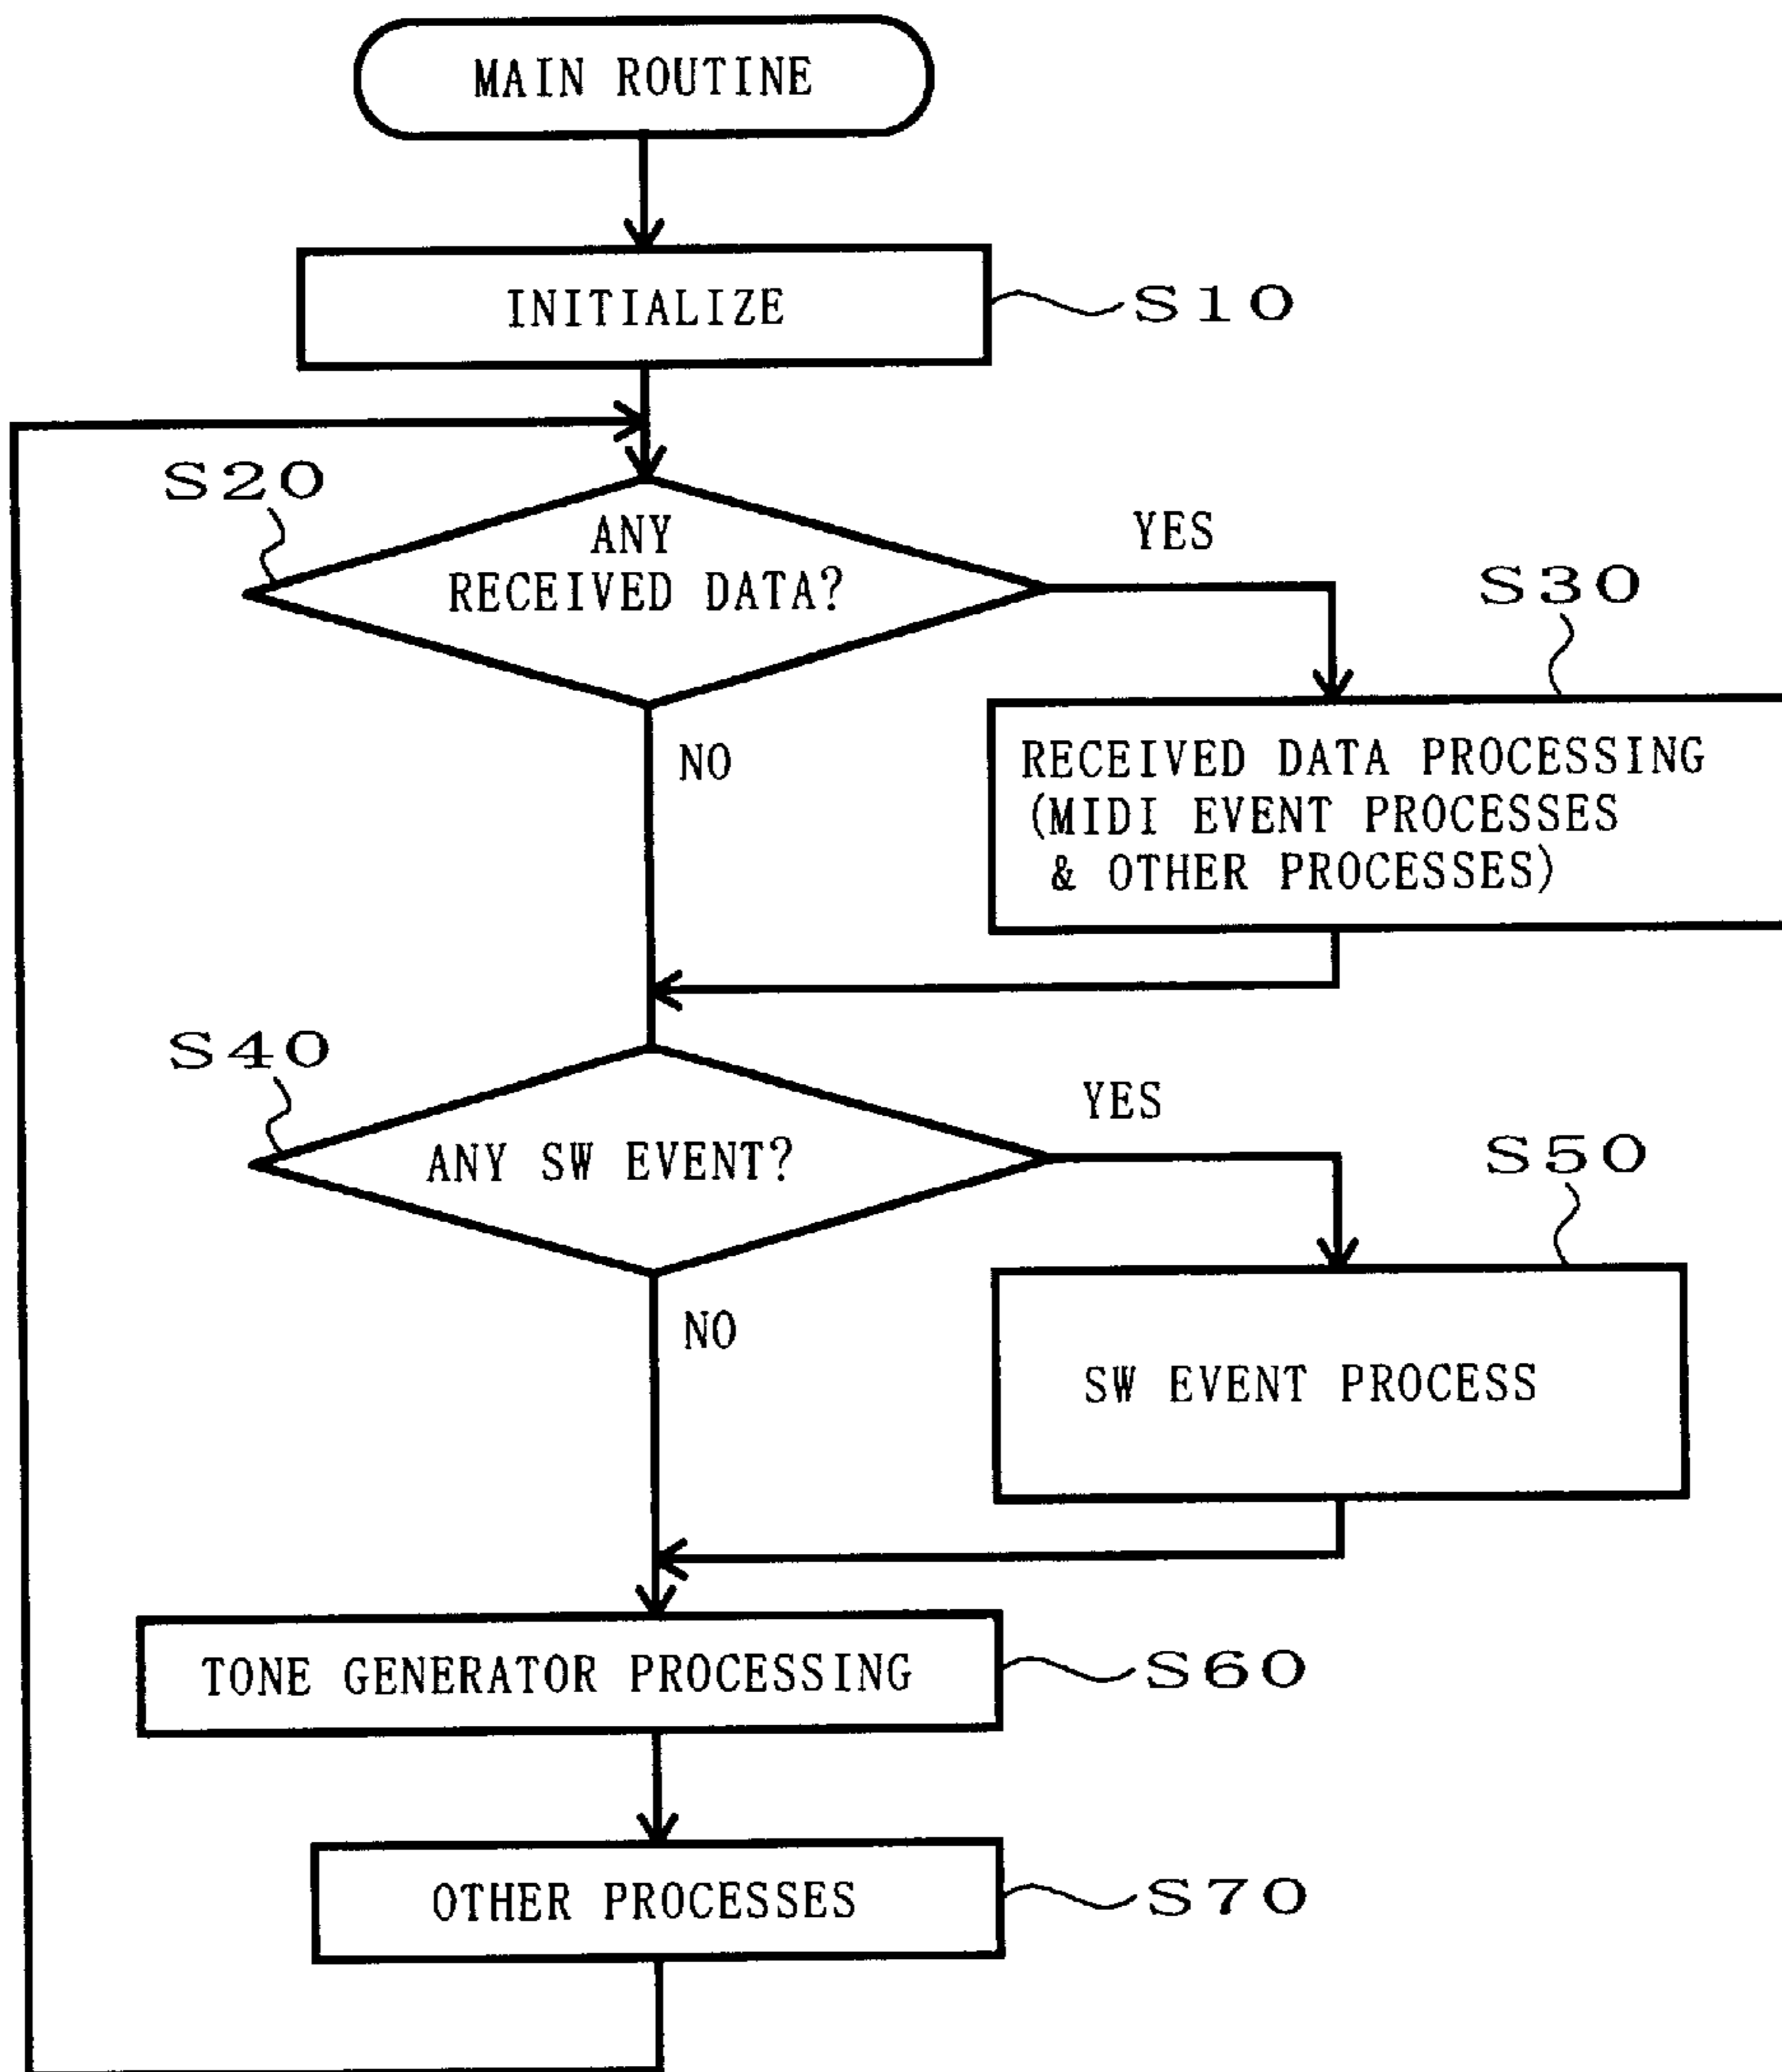 MAIN ROUTINE
INITIALIZE
S10
S20
ANY
RECEIVED DATA?
YES
S30
NO
RECEIVED DATA PROCESSING
(MIDI EVENT PROCESSES
& OTHER PROCESSES)
S40
YES
ANY SW EVENT?
S50
NO
SW EVENT PROCESS
TONE GENERATOR PROCESSING
S60
OTHER PROCESSES
S70